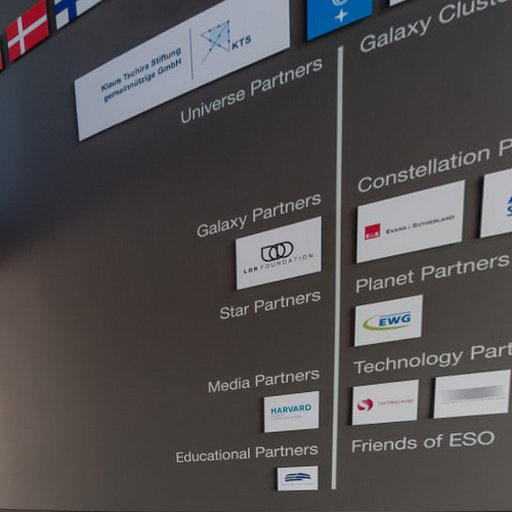 Klaus Tschira Stiftung
gemeinnützige GmbH
KTS
Universe Partners
Galaxy Partners
LOR FOUNDATION
Star Partners
Media Partners
HARVARD
Educational Partners
Galaxy Cluste
Constellation P
E&S
EVANS & SUTHERLAND
Planet Partners
EWG
Technology Part
Friends of ESO